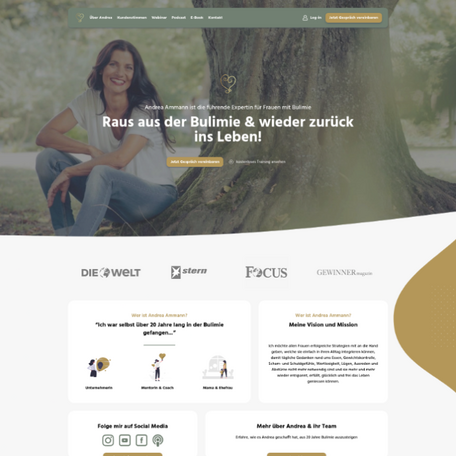 Über Andrea Kundenstimmen Webinar Podcast E-Book Kontakt
Log-In
Jetzt Gespräch vereinbaren
Andrea Ammann ist die führende Expertin für Frauen mit Bulimie
Raus aus der Bulimie & wieder zurück
ins Leben!
Jetzt Gespräch vereinbaren
Kostenloses Training ansehen
DIE WELT
stern
FOCUS
GEWINNERmagazin
Wer ist Andrea Ammann?
"Ich war selbst über 20 Jahre lang in der Bulimie
gefangen..."
Unternehmerin
Mentorin & Coach
Mama & Ehefrau
Wer ist Andrea Ammann?
Meine Vision und Mission
Ich möchte allen Frauen erfolgreiche Strategien mit an die Hand
geben, welche sie einfach in ihren Alltag integrieren können,
damit tägliche Gedanken rund ums Essen, Gewichtskontrolle,
Scham- und Schuldgefühle, Wertlosigkeit, Lügen, Ausreden und
Abstürze nicht mehr notwendig sind und sie mehr und mehr
wieder entspannt, erfüllt, glücklich und frei das Leben
geniessen können.
Folge mir auf Social Media
Mehr über Andrea & Ihr Team
Erfahre, wie es Andrea geschafft hat, aus 20 Jahre Bulimie auszusteigen